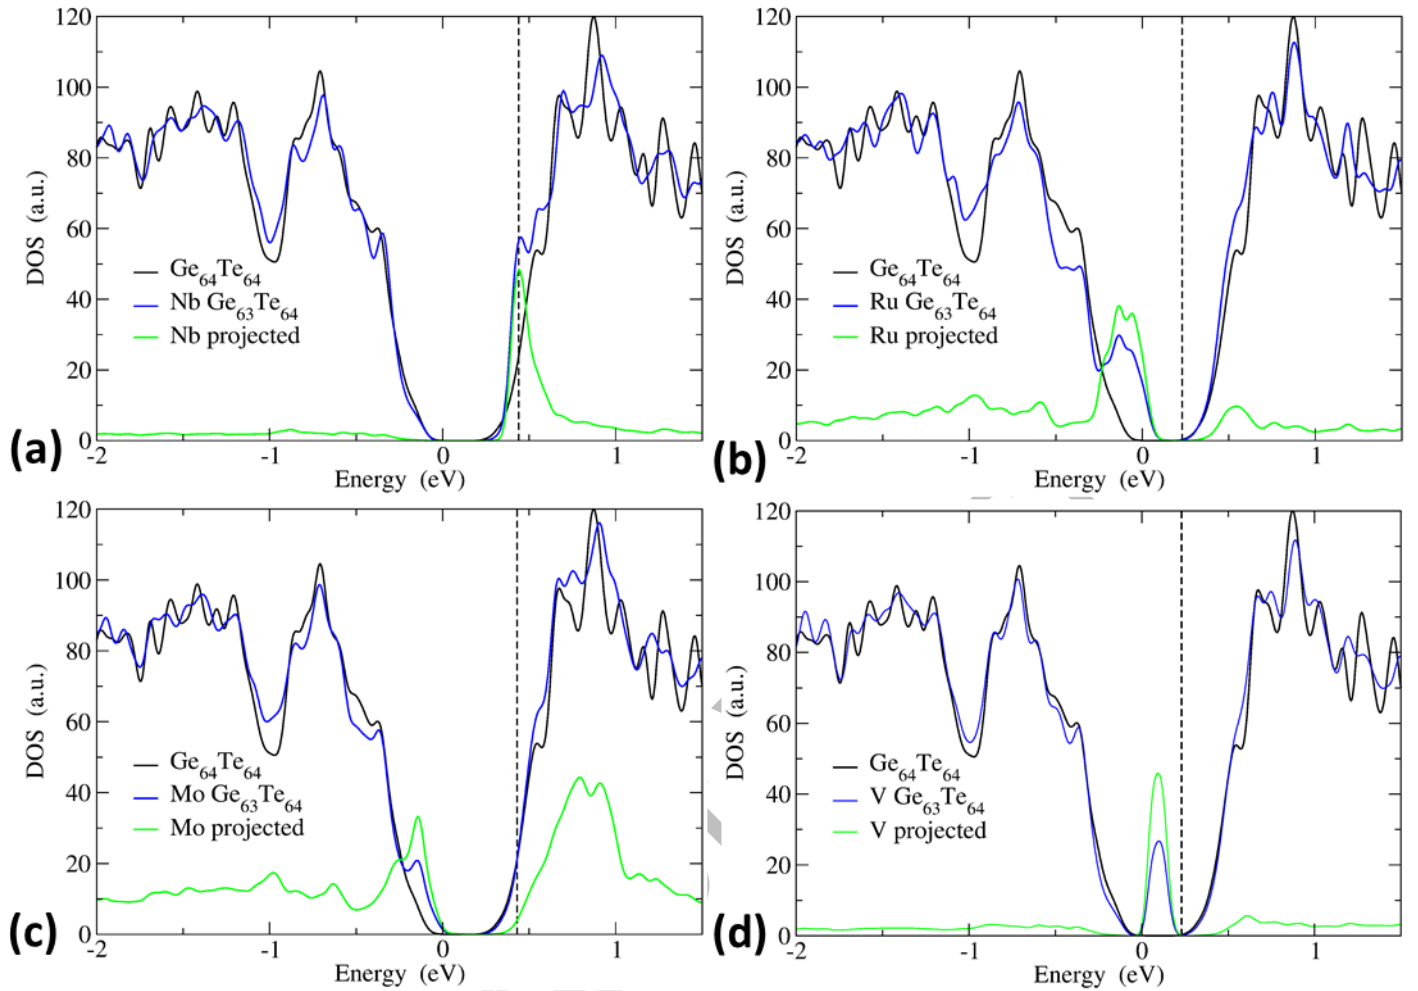 120
100
80
60
40
20
0
DOS (a.u.)
Ge64Te64
Nb Ge63Te64
Nb projected
(a)
-2 -1 0 1
Energy (eV)
120
100
80
60
40
20
0
DOS (a.u.)
Ge64Te64
Ru Ge63Te64
Ru projected
(b)
-2 -1 0 1
Energy (eV)
120
100
80
60
40
20
0
DOS (a.u.)
Ge64Te64
Mo Ge63Te64
Mo projected
(c)
-2 -1 0 1
Energy (eV)
120
100
80
60
40
20
0
DOS (a.u.)
Ge64Te64
V Ge63Te64
V projected
(d)
-2 -1 0 1
Energy (eV)